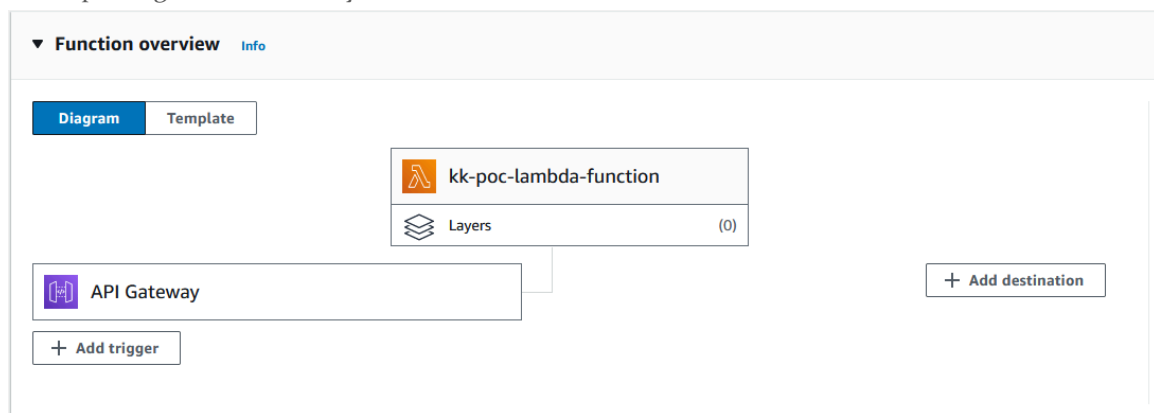 Function overview Info
Diagram Template
kk-poc-lambda-function
Layers (0)
API Gateway
+ Add destination
+ Add trigger